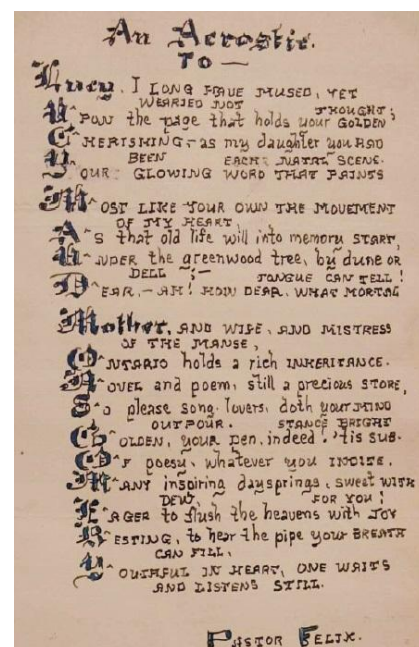 An Acrostic.
TO —
Lucy, I LONG HAVE MUSED, YET
WEARIED NOT THOUGHT;
UPON the page that holds your GOLDEN
CHERISHING - as my daughter you HAD
BEEN EACH NATAL SCENE.
YOUR GLOWING WORD THAT PAINTS
MOST LIKE YOUR OWN THE MOVEMENT
OF MY HEART,
AS that old life will into memory START,
UNDER the greenwood tree, by dune OR
DELL ;- TONGUE CAN TELL!
DEAR, - AH! HOW DEAR, WHAT MORTAL
Mother, AND WIFE, AND MISTRESS
OF THE MANSE,
ONTARIO holds a rich INHERITANCE.
NOVEL and poem, still a precious STORE,
TO please song lovers, doth your MIND
OUTPOUR. STANCE BRIGHT
GOLDEN, your pen, indeed! 'tis SUB-
OF poesy, whatever you INDITE,
MANY inspiring daysprings, sweet WITH
DEW, FOR YOU;
EAGER to flush the heavens with JOY
RESTING, to hear the pipe your BREATH
CAN FILL,
YOUTHFUL IN HEART, ONE WAITS
AND LISTENS STILL.
PASTOR FELIX.